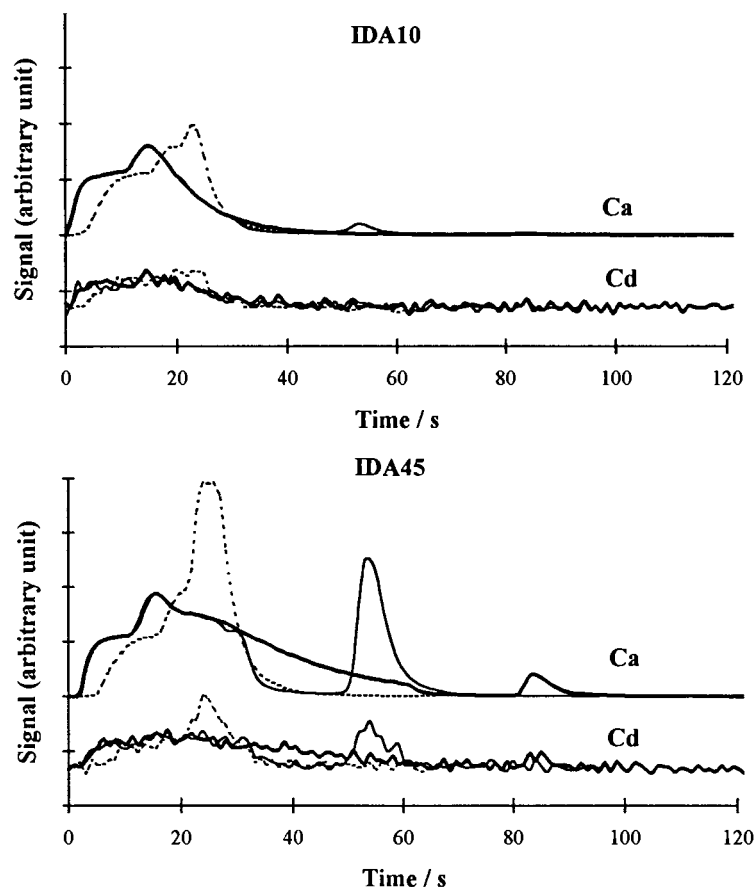 IDA10
Signal (arbitrary unit)
Ca
Cd
0 20 40 60 80 100 120
Time / s
IDA45
Signal (arbitrary unit)
Ca
Cd
0 20 40 60 80 100 120
Time / s